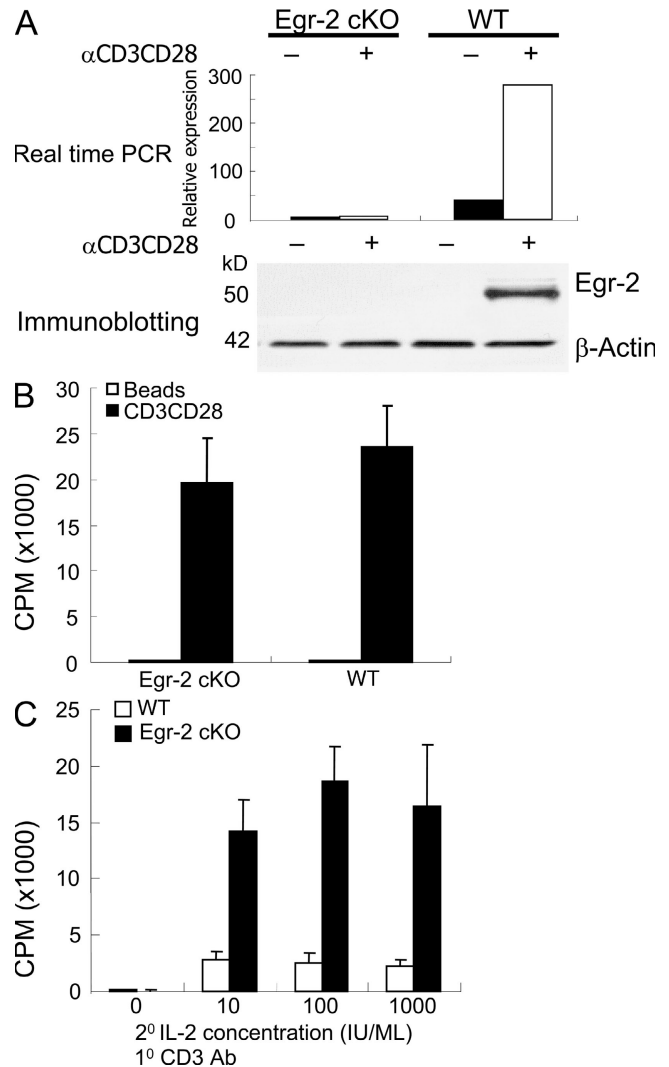 A
Egr-2 cKO WT
αCD3CD28 – + – +
Real time PCR
Relative expression
300
200
100
0
αCD3CD28 – + – +
kD
50 Egr-2
Immunoblotting
42 β-Actin
B
Beads
CD3CD28
CPM (x1000)
30
25
20
15
10
5
0
Egr-2 cKO WT
C
WT
Egr-2 cKO
CPM (x1000)
25
20
15
10
5
0
0 10 100 1000
2⁰ IL-2 concentration (IU/ML)
1⁰ CD3 Ab